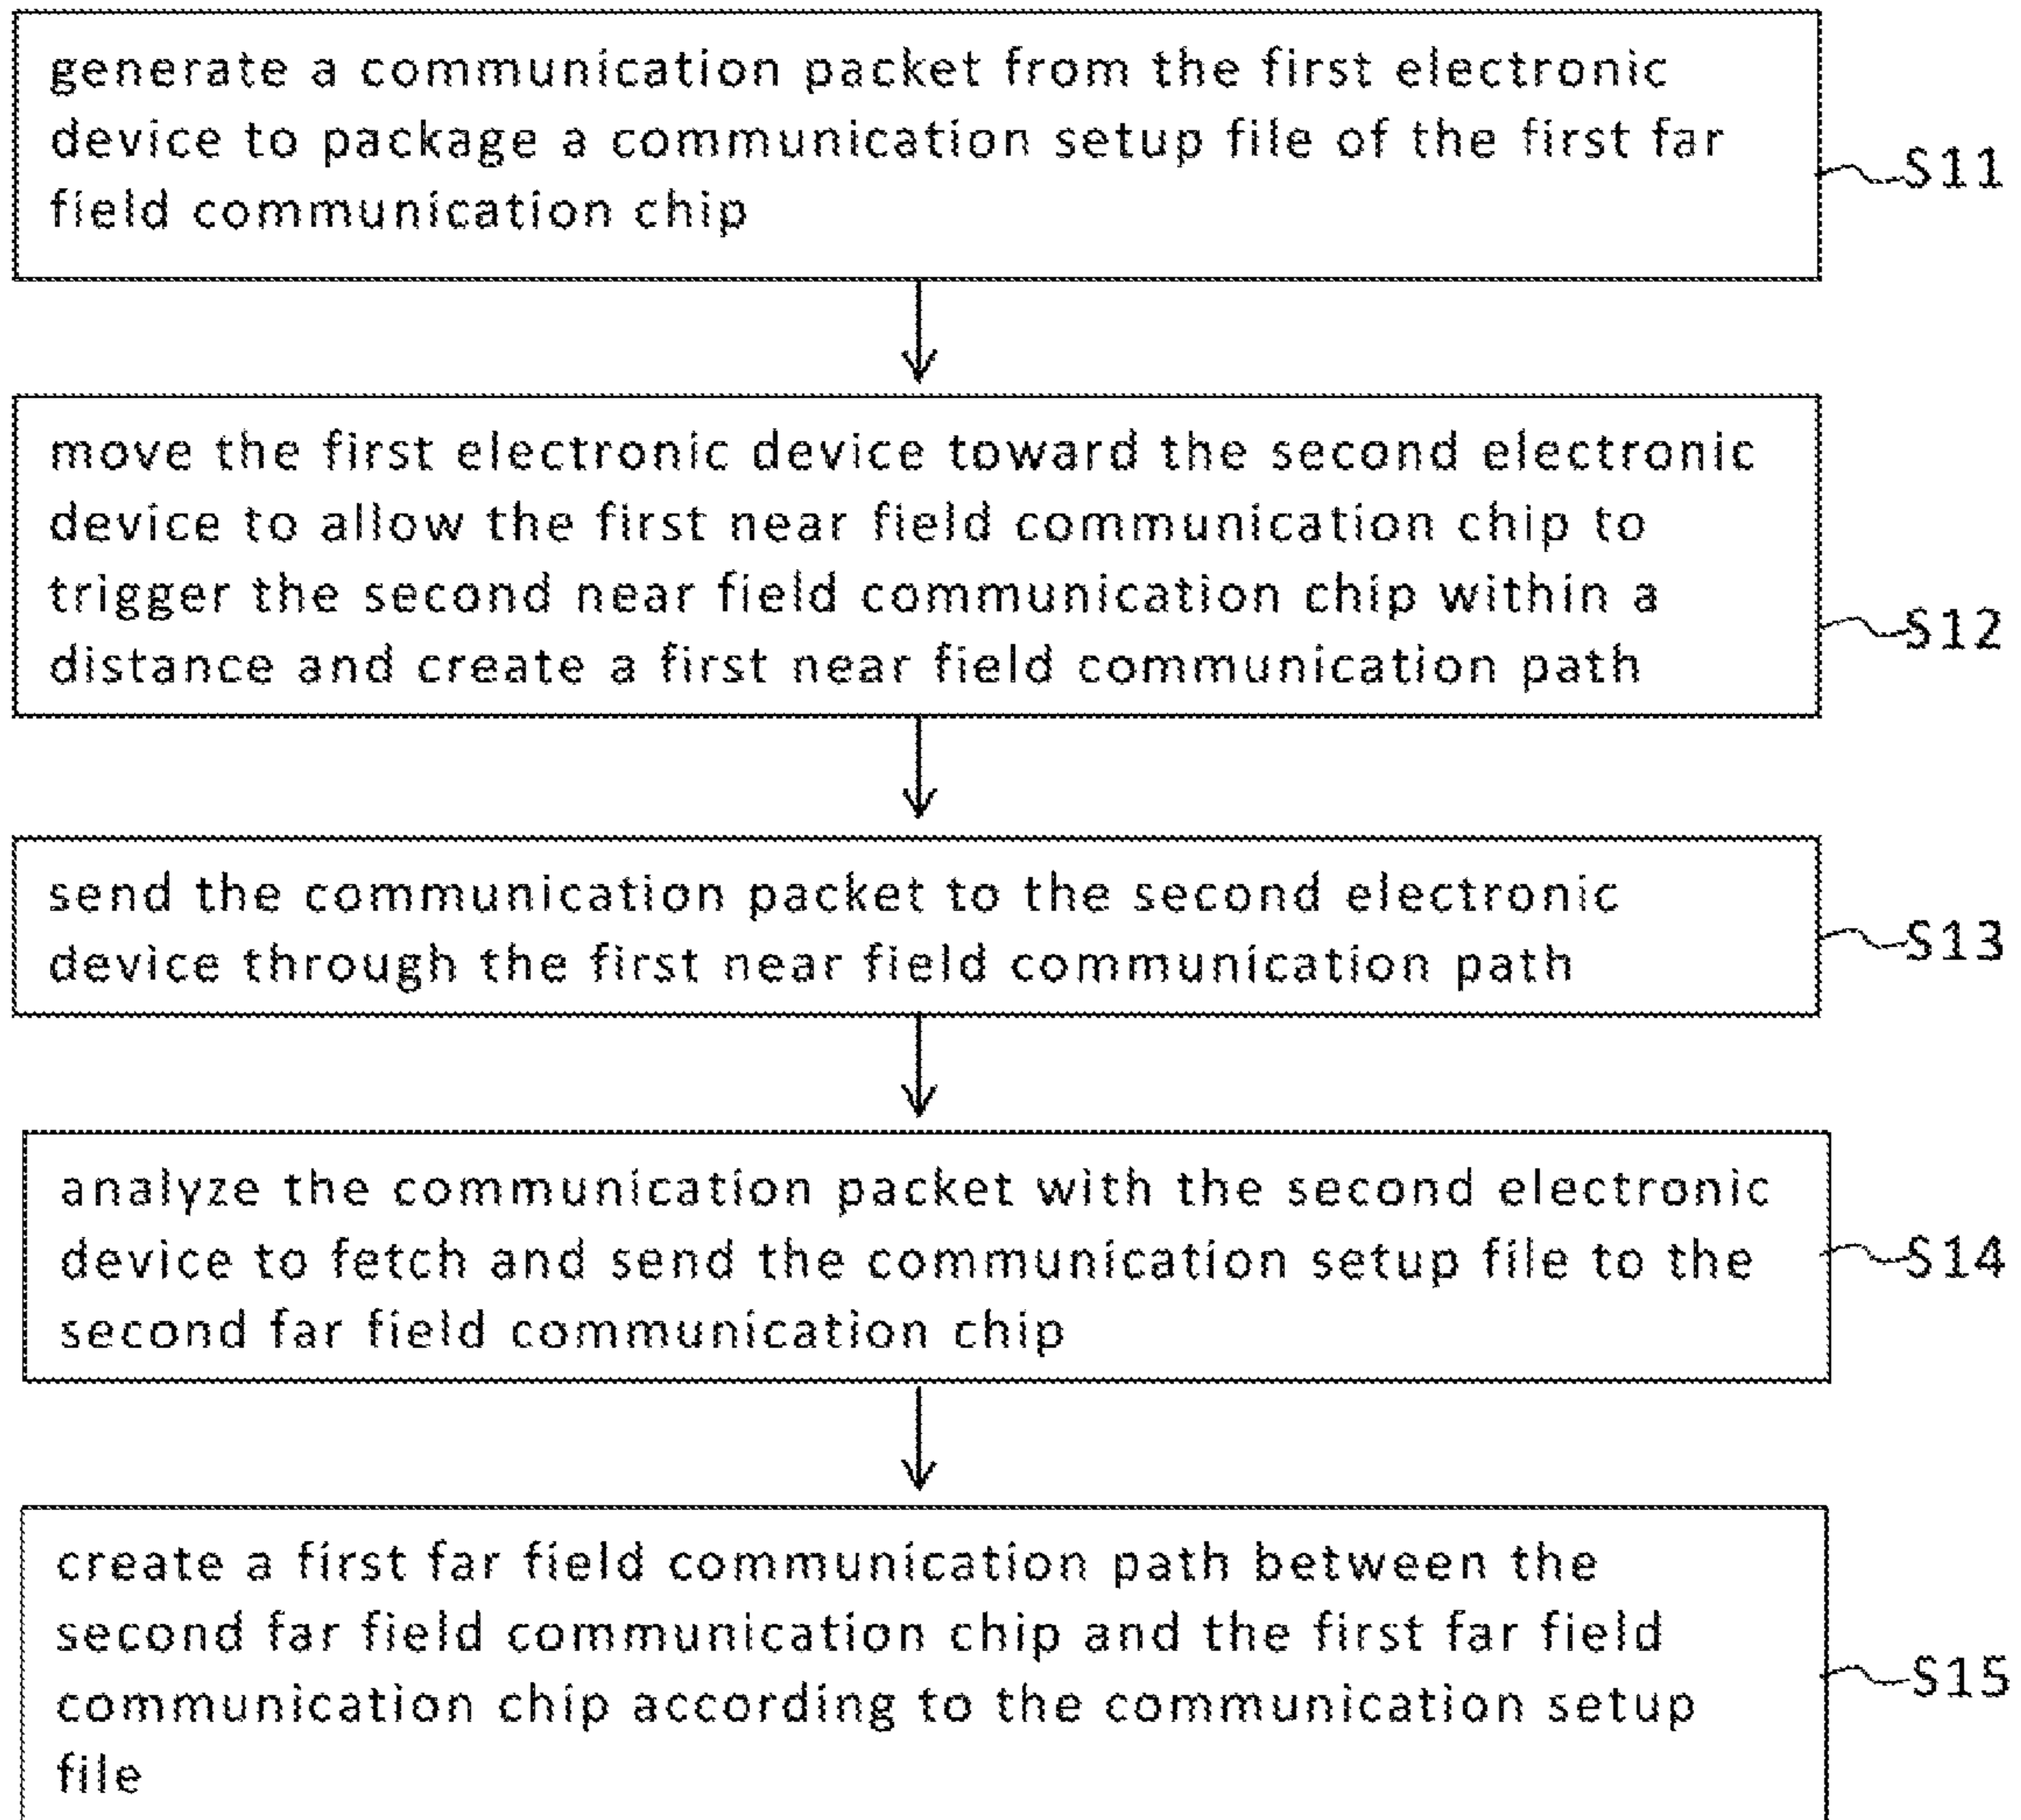 generate a communication packet from the first electronic
device to package a communication setup file of the first far
field communication chip
S11
move the first electronic device toward the second electronic
device to allow the first near field communication chip to
trigger the second near field communication chip within a
distance and create a first near field communication path
S12
send the communication packet to the second electronic
device through the first near field communication path
S13
analyze the communication packet with the second electronic
device to fetch and send the communication setup file to the
second far field communication chip
S14
create a first far field communication path between the
second far field communication chip and the first far field
communication chip according to the communication setup
file
S15